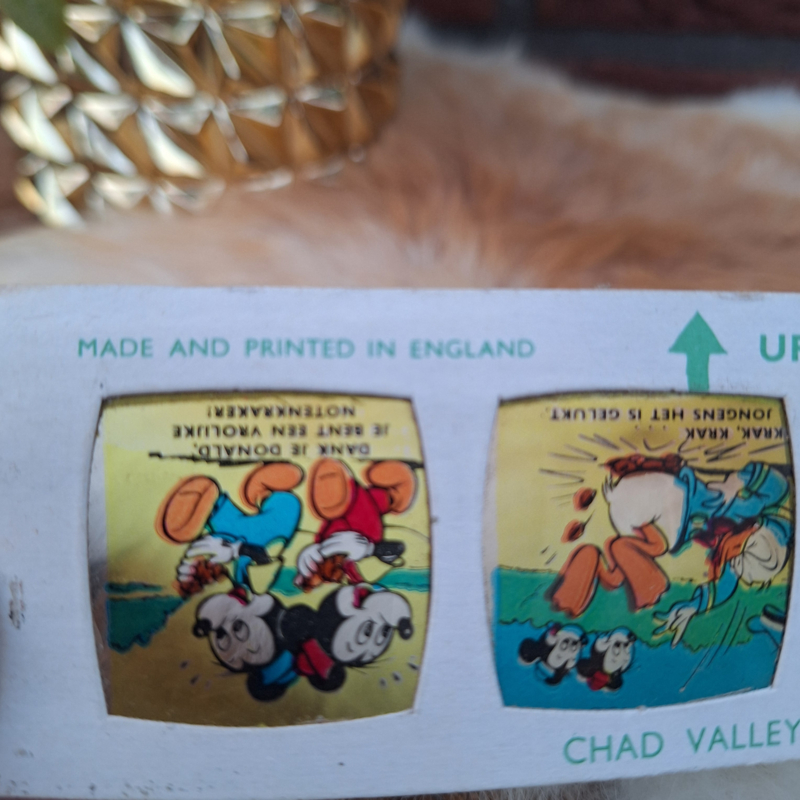 MADE AND PRINTED IN ENGLAND
UP
DANK JE DONALD,
JE BENT EEN VROLIJKE
NOTENKRAKER!
KRAK, KRAK
JONGENS HET IS GELUKT.
CHAD VALLEY